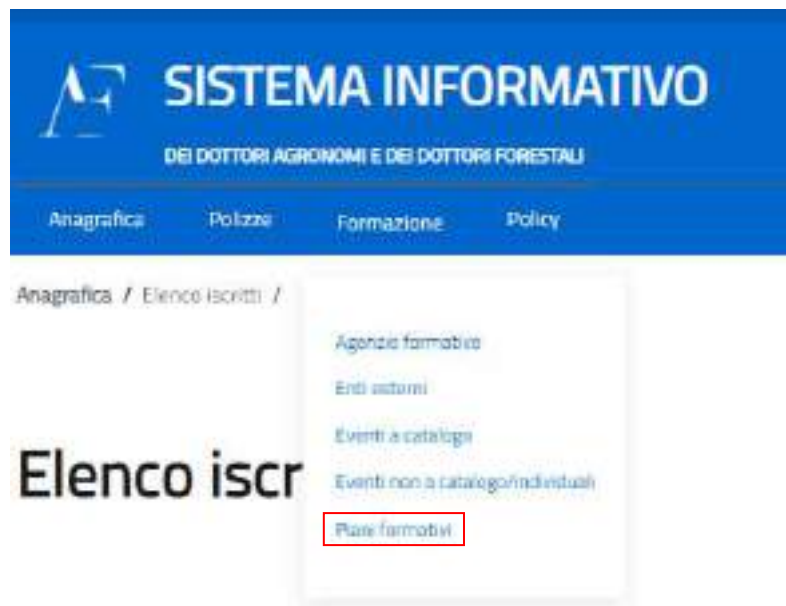 AF SISTEMA INFORMATIVO
DEI DOTTORI AGRONOMI E DEI DOTTORI FORESTALI
Anagrafica Polizze Formazione Policy
Anagrafica / Elenco iscritti /
Agenzie formative
Enti esterni
Eventi a catalogo
Elenco iscr
Eventi non a catalogo/individuali
Piani formativi